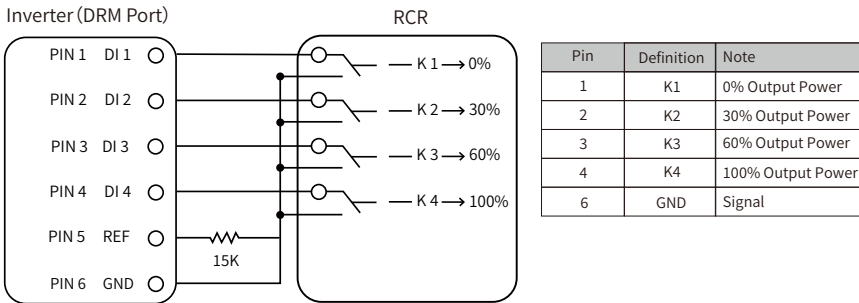 Inverter(DRM Port)
RCR
PIN 1 DI 1
K 1 → 0%
PIN 2 DI 2
K 2 → 30%
PIN 3 DI 3
K 3 → 60%
PIN 4 DI 4
K 4 → 100%
PIN 5 REF
15K
PIN 6 GND
Pin Definition Note
1 K1 0% Output Power
2 K2 30% Output Power
3 K3 60% Output Power
4 K4 100% Output Power
6 GND Signal